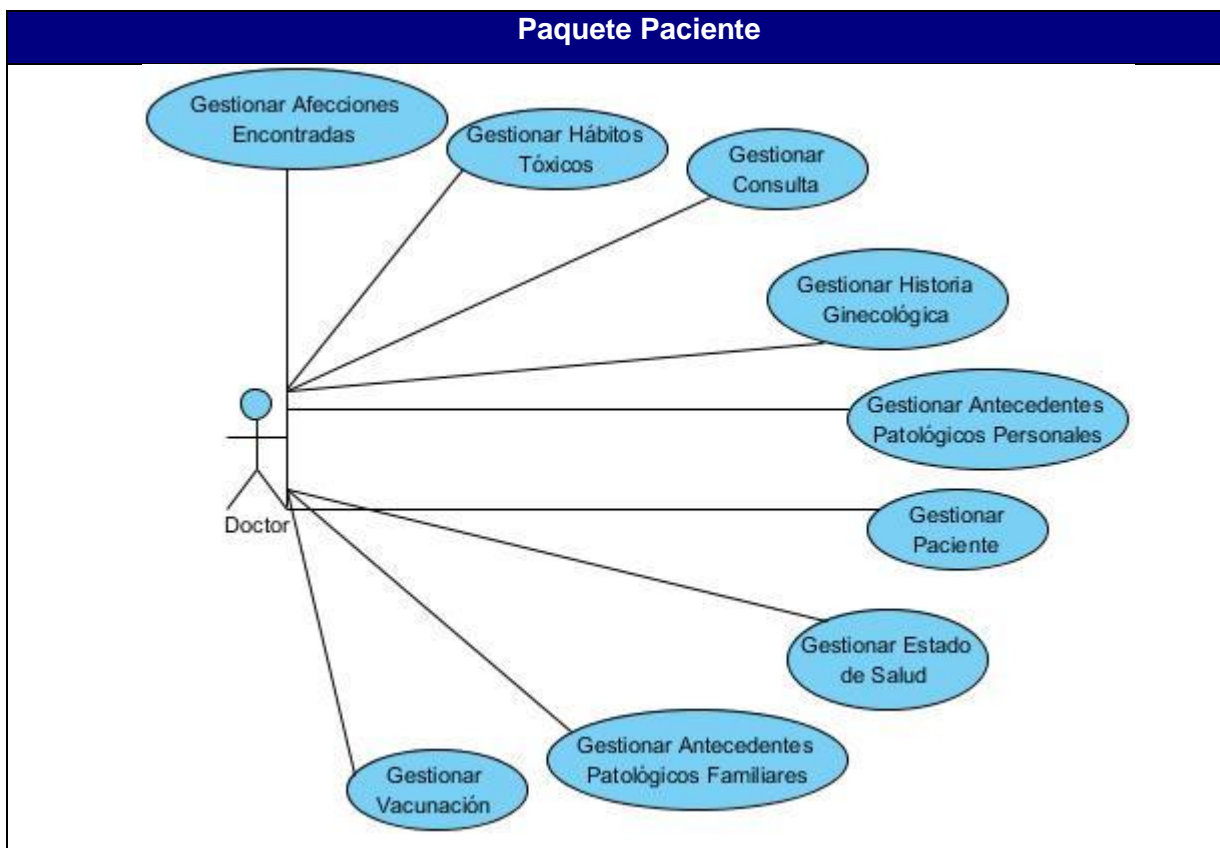 Paquete Paciente
Gestionar Afecciones
Encontradas
Gestionar Hábitos
Tóxicos
Gestionar
Consulta
Gestionar Historia
Ginecológica
Gestionar Antecedentes
Patológicos Personales
Gestionar
Paciente
Doctor
Gestionar Estado
de Salud
Gestionar Antecedentes
Patológicos Familiares
Gestionar
Vacunación